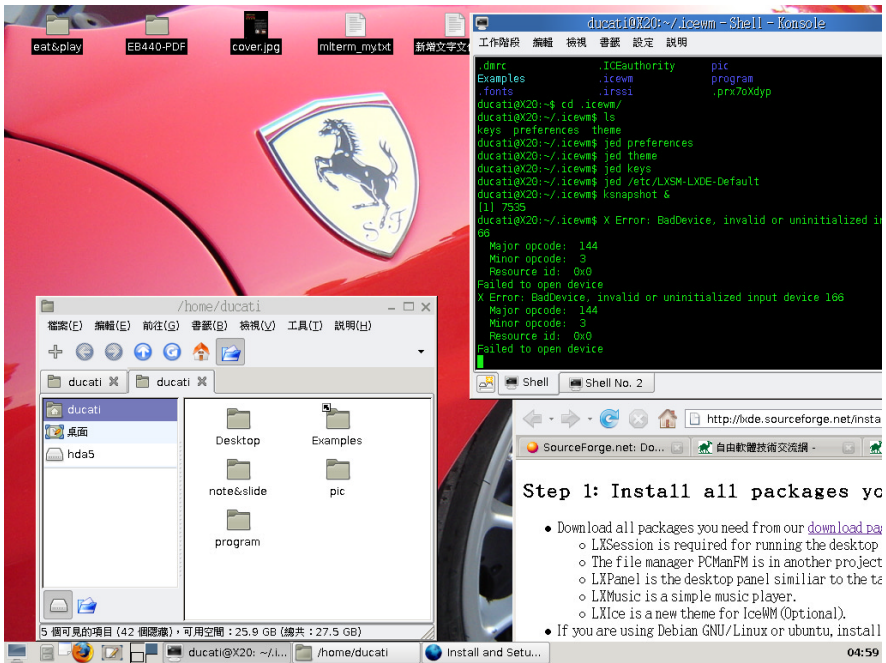 eat&play
EB440-PDF
cover.jpg
mlterm_my.txt
新增文字文
S F
ducati@X20:~/.icewm - Shell - Konsole
工作階段 編輯 檢視 書籤 設定 說明
.dmrc .ICEauthority pic
Examples .icewm program
.fonts .irssi .prx7oXdyp
ducati@X20:~$ cd .icewm/
ducati@X20:~/.icewm$ ls
keys preferences theme
ducati@X20:~/.icewm$ jed preferences
ducati@X20:~/.icewm$ jed theme
ducati@X20:~/.icewm$ jed keys
ducati@X20:~/.icewm$ jed /etc/LXSM-LXDE-Default
ducati@X20:~/.icewm$ ksnapshot &
[1] 7535
ducati@X20:~/.icewm$ X Error: BadDevice, invalid or uninitialized in
66
Major opcode: 144
Minor opcode: 3
Resource id: 0x0
Failed to open device
X Error: BadDevice, invalid or uninitialized input device 166
Major opcode: 144
Minor opcode: 3
Resource id: 0x0
Failed to open device
Shell
Shell No. 2
/home/ducati
檔案(F) 編輯(E) 前往(G) 書籤(B) 檢視(V) 工具(T) 說明(H)
ducati
ducati
ducati
桌面
hda5
Desktop
Examples
note&slide
pic
program
5 個可見的項目 (42 個隱藏)，可用空間：25.9 GB (總共：27.5 GB)
http://lxde.sourceforge.net/insta
SourceForge.net: Do...
自由軟體技術交流網 -
Step 1: Install all packages yo
• Download all packages you need from our download pa
○ LXSession is required for running the desktop
○ The file manager PCManFM is in another project
○ LXPanel is the desktop panel similiar to the ta
○ LXMusic is a simple music player.
○ LXIce is a new theme for IceWM (Optional).
• If you are using Debian GNU/Linux or ubuntu, install
ducati@X20: ~/.i...
/home/ducati
Install and Setu...
04:59